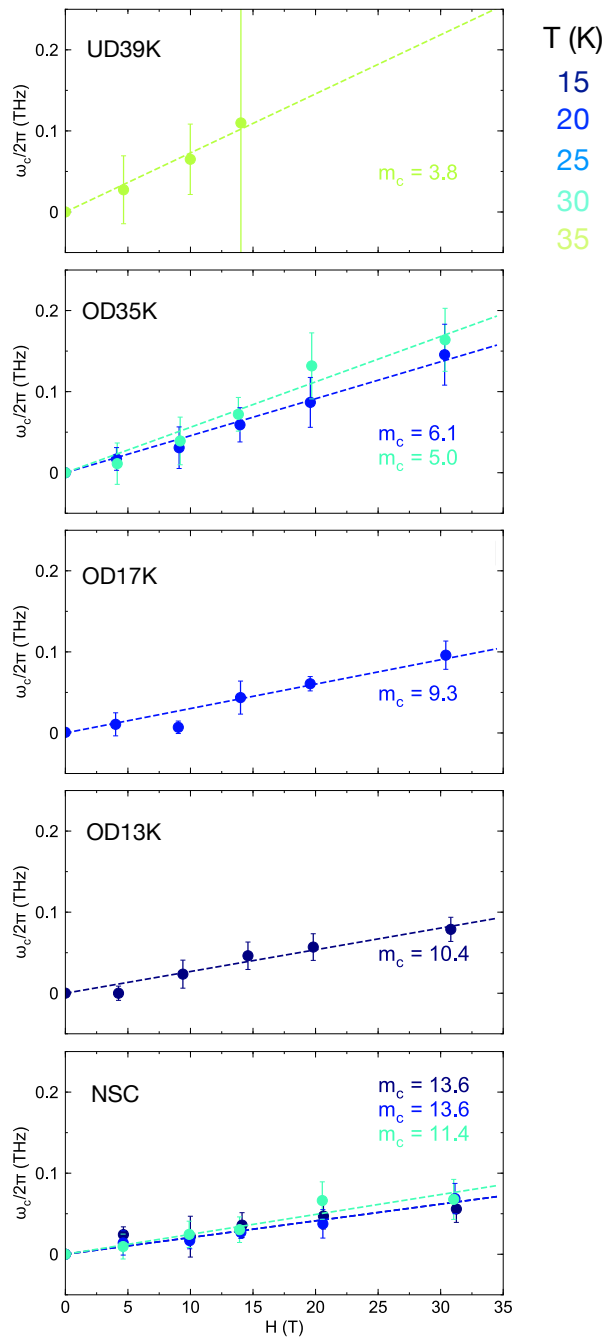 UD39K
T (K)
15
20
25
30
35
0.2
0.1
0
ω_c/2π (THz)
m_c = 3.8
OD35K
0.2
0.1
0
ω_c/2π (THz)
m_c = 6.1
m_c = 5.0
OD17K
0.2
0.1
0
ω_c/2π (THz)
m_c = 9.3
OD13K
0.2
0.1
0
ω_c/2π (THz)
m_c = 10.4
NSC
m_c = 13.6
m_c = 13.6
m_c = 11.4
0.2
0.1
0
ω_c/2π (THz)
0 5 10 15 20 25 30 35
H (T)